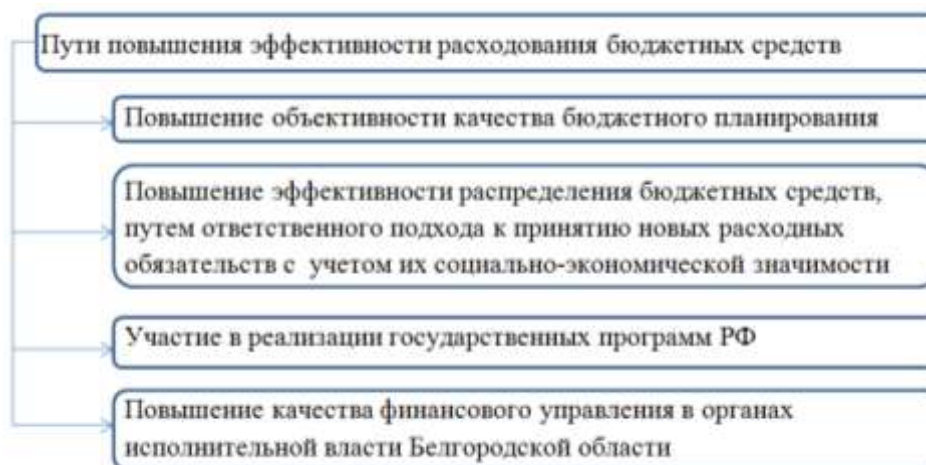 Пути повышения эффективности расходования бюджетных средств
Повышение объективности качества бюджетного планирования
Повышение эффективности распределения бюджетных средств,
путем ответственного подхода к принятию новых расходных
обязательств с учетом их социально-экономической значимости
Участие в реализации государственных программ РФ
Повышение качества финансового управления в органах
исполнительной власти Белгородской области